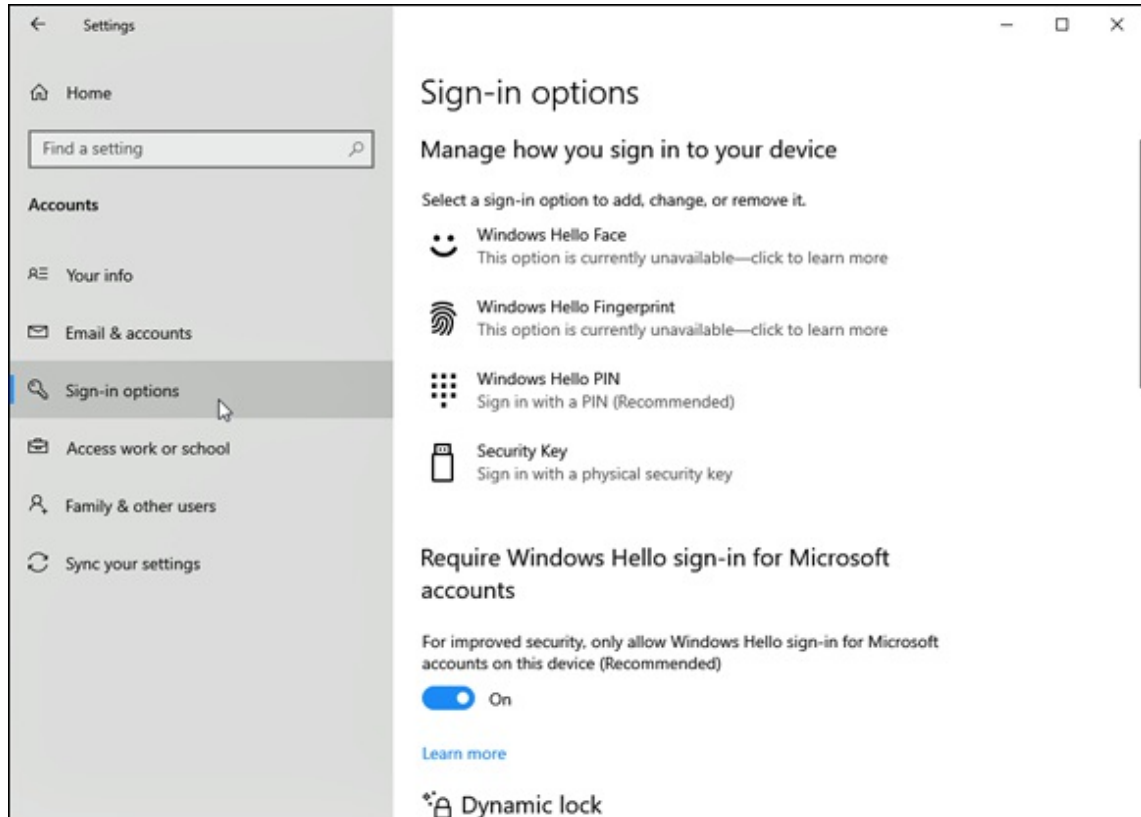 Settings
Home
Find a setting
Accounts
Your info
Email & accounts
Sign-in options
Access work or school
Family & other users
Sync your settings
Sign-in options
Manage how you sign in to your device
Select a sign-in option to add, change, or remove it.
Windows Hello Face
This option is currently unavailable—click to learn more
Windows Hello Fingerprint
This option is currently unavailable—click to learn more
Windows Hello PIN
Sign in with a PIN (Recommended)
Security Key
Sign in with a physical security key
Require Windows Hello sign-in for Microsoft
accounts
For improved security, only allow Windows Hello sign-in for Microsoft
accounts on this device (Recommended)
On
Learn more
Dynamic lock